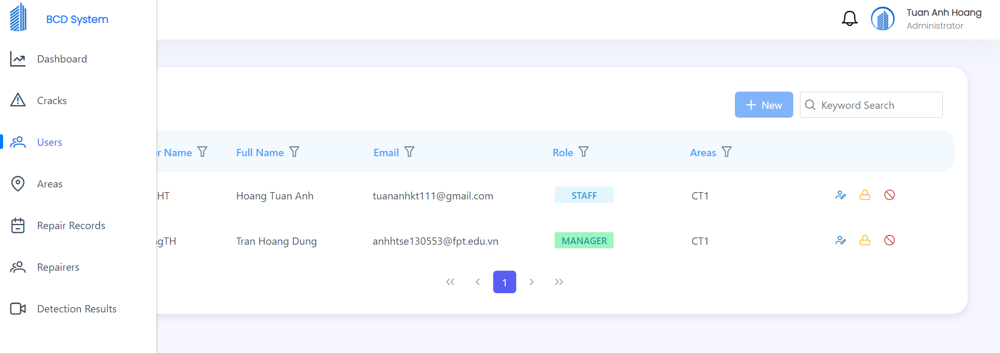 BCD System
Tuan Anh Hoang
Administrator
Dashboard
Cracks
Users
Areas
Repair Records
Repairers
Detection Results
New
Keyword Search
r Name Full Name Email Role Areas
HT Hoang Tuan Anh tuananhkt111@gmail.com STAFF CT1
gTH Tran Hoang Dung anhhtse130553@fpt.edu.vn MANAGER CT1
« ‹ 1 › »